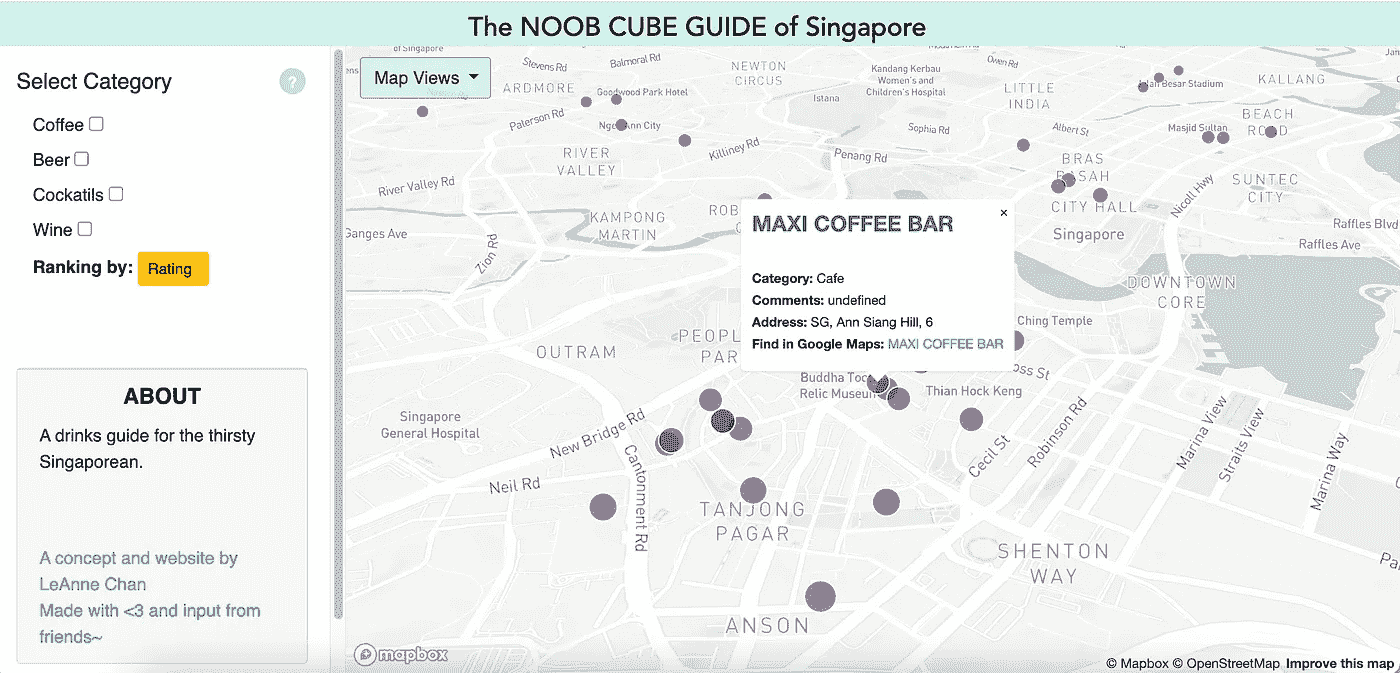 The NOOB CUBE GUIDE of Singapore
Select Category
?
Coffee
Beer
Cockatils
Wine
Ranking by: Rating
ABOUT
A drinks guide for the thirsty
Singaporean.
A concept and website by
LeAnne Chan
Made with <3 and input from
friends~
Map Views
of Singapore
Stevens Rd
Balmoral Rd
NEWTON
CIRCUS
Owen Rd
ARDMORE
Goodwood Park Hotel
Kandang Kerbau
Women's and
Children's Hospital
Istana
LITTLE
INDIA
Jalan Besar Stadium
KALLANG
Paterson Rd
Ngee Ann City
Sophia Rd
Albert St
Masjid Sultan
BEACH
ROAD
RIVER
VALLEY
Killiney Rd
Penang Rd
BRAS
BASAH
River Valley Rd
SUNTEC
CITY
Nicoll Hwy
KAMPONG
MARTIN
ROB
CITY HALL
Singapore
Raffles Blvd
Raffles Ave
Ganges Ave
Zion Rd
MAXI COFFEE BAR
×
Category: Cafe
Comments: undefined
Address: SG, Ann Siang Hill, 6
Find in Google Maps: MAXI COFFEE BAR
DOWNTOWN
CORE
Ching Temple
PEOPL
PAR
OUTRAM
oss St
Buddha Too
Relic Museum
Thian Hock Keng
Singapore
General Hospital
New Bridge Rd
Cantonment Rd
Neil Rd
Cecil St
Robinson Rd
Marina View
Straits View
Marina Way
TANJONG
PAGAR
SHENTON
WAY
ANSON
mapbox
© Mapbox © OpenStreetMap Improve this map